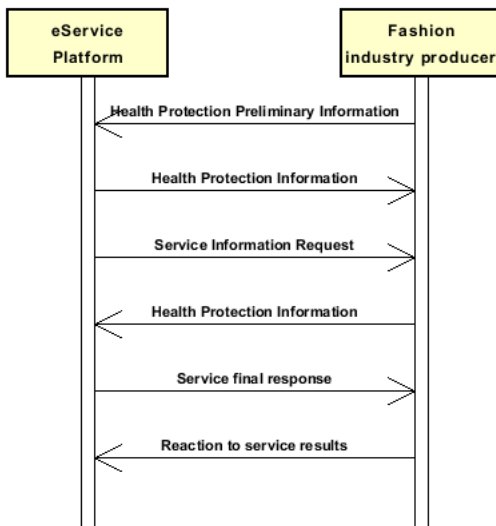 eService
Platform
Fashion
industry producer
Health Protection Preliminary Information
Health Protection Information
Service Information Request
Health Protection Information
Service final response
Reaction to service results